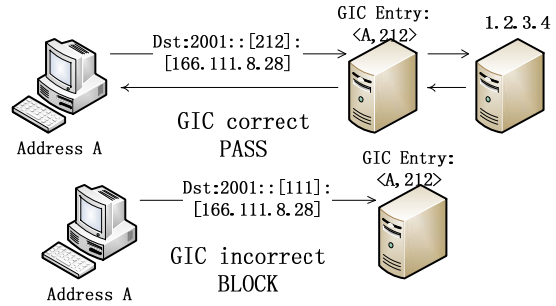 GIC Entry:
<A,212>
1.2.3.4
Dst:2001::[212]:
[166.111.8.28]
GIC correct
PASS
Address A
GIC Entry:
<A,212>
Dst:2001::[111]:
[166.111.8.28]
GIC incorrect
BLOCK
Address A